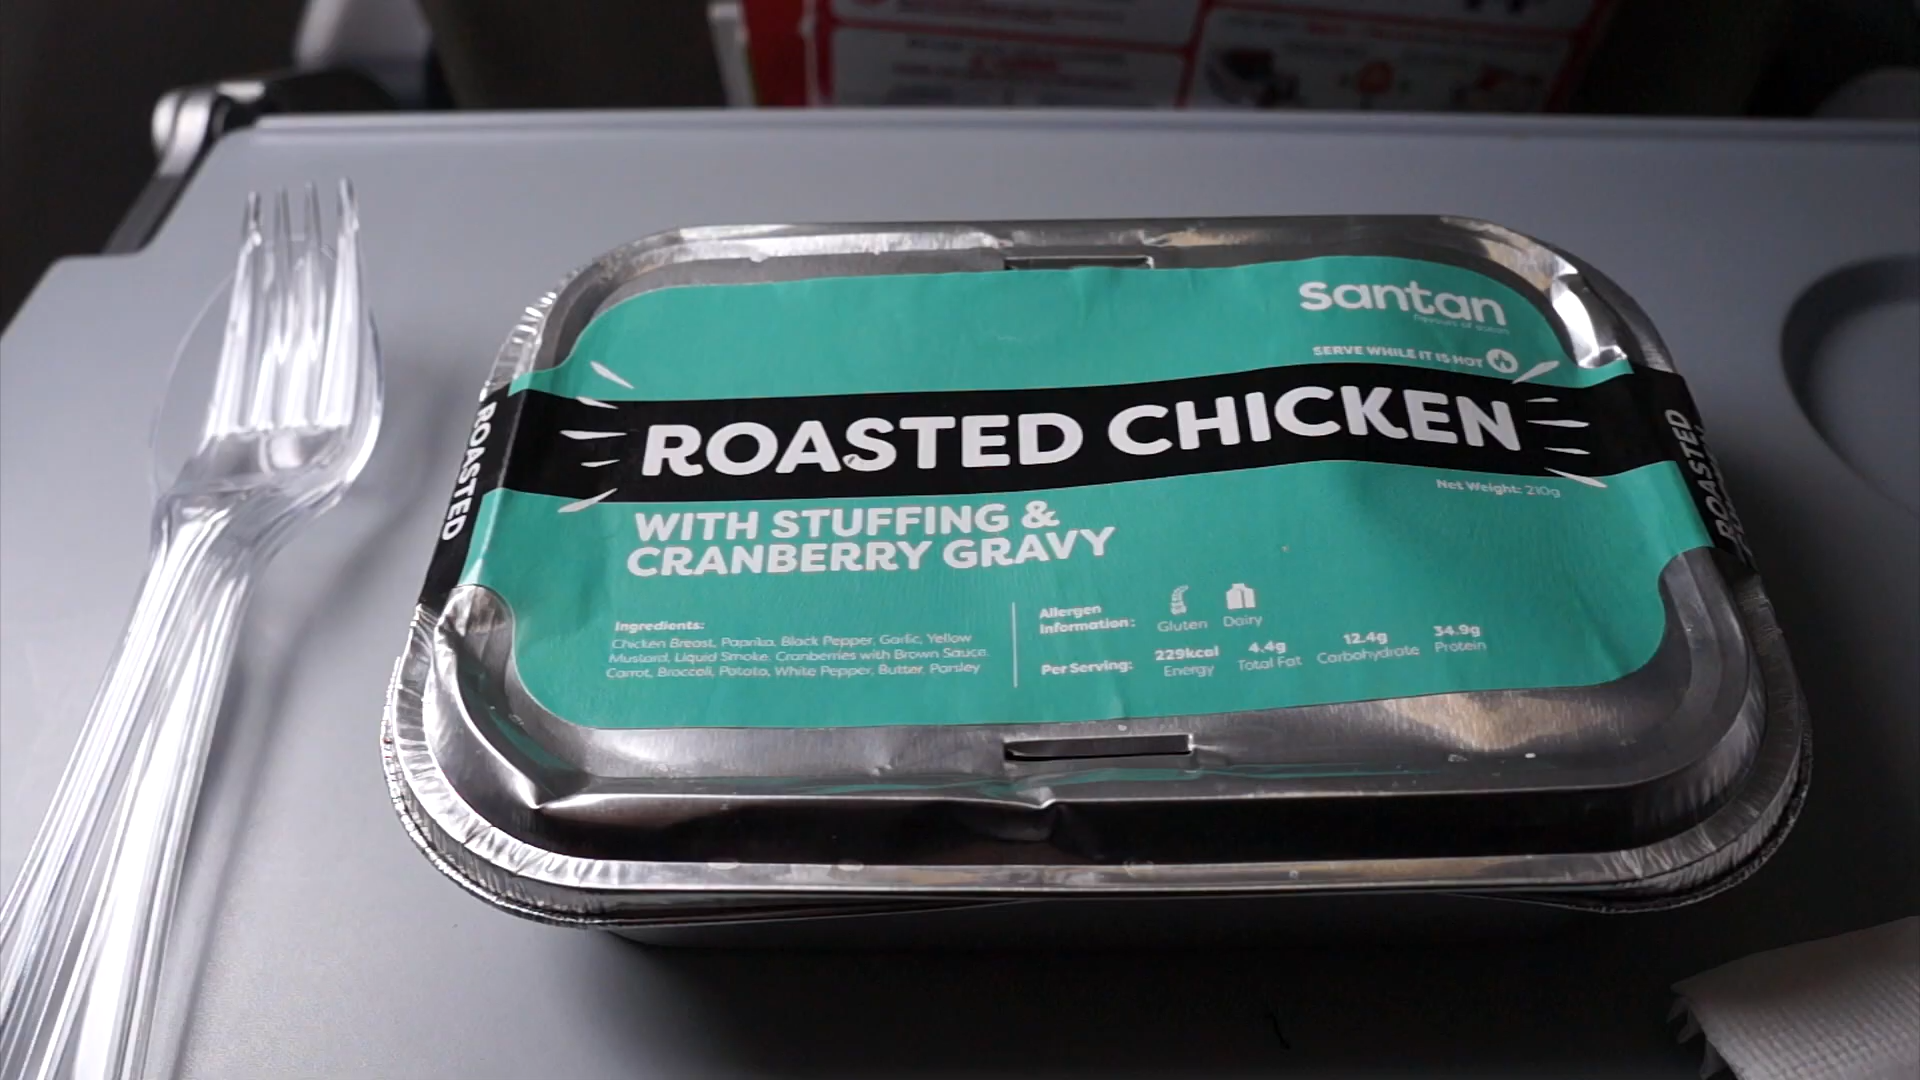 santan
flavours of asean
SERVE WHILE IT IS HOT
ROASTED CHICKEN
Net Weight: 210g
WITH STUFFING &
CRANBERRY GRAVY
Ingredients:
Chicken Breast, Paprika, Black Pepper, Garlic, Yellow
Mustard, Liquid Smoke, Cranberries with Brown Sauce,
Carrot, Broccoli, Potato, White Pepper, Butter, Parsley
Allergen
Information:
Gluten
Dairy
Per Serving:
229kcal
Energy
4.4g
Total Fat
12.4g
Carbohydrate
34.9g
Protein
ROASTED
ROASTED